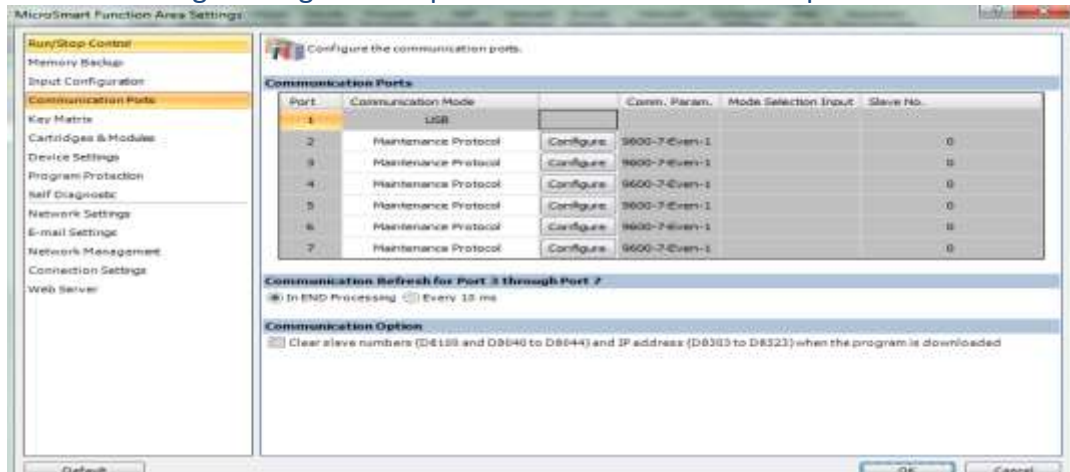 MicroSmart Function Area Settings
Run/Stop Control
Memory Backup
Input Configuration
Communication Ports
Key Matrix
Cartridges & Modules
Device Settings
Program Protection
Self Diagnostic
Network Settings
E-mail Settings
Network Management
Connection Settings
Web Server
Configure the communication ports.
Communication Ports
Port Communication Mode Comm. Param. Mode Selection Input Slave No.
1 USB
2 Maintenance Protocol Configure 9600-7-Even-1 0
3 Maintenance Protocol Configure 9600-7-Even-1 0
4 Maintenance Protocol Configure 9600-7-Even-1 0
5 Maintenance Protocol Configure 9600-7-Even-1 0
6 Maintenance Protocol Configure 9600-7-Even-1 0
7 Maintenance Protocol Configure 9600-7-Even-1 0
Communication Refresh for Port 3 through Port 7
In END Processing Every 10 ms
Communication Option
Clear slave numbers (D8100 and D8040 to D8044) and IP address (D8303 to D8323) when the program is downloaded
Default OK Cancel